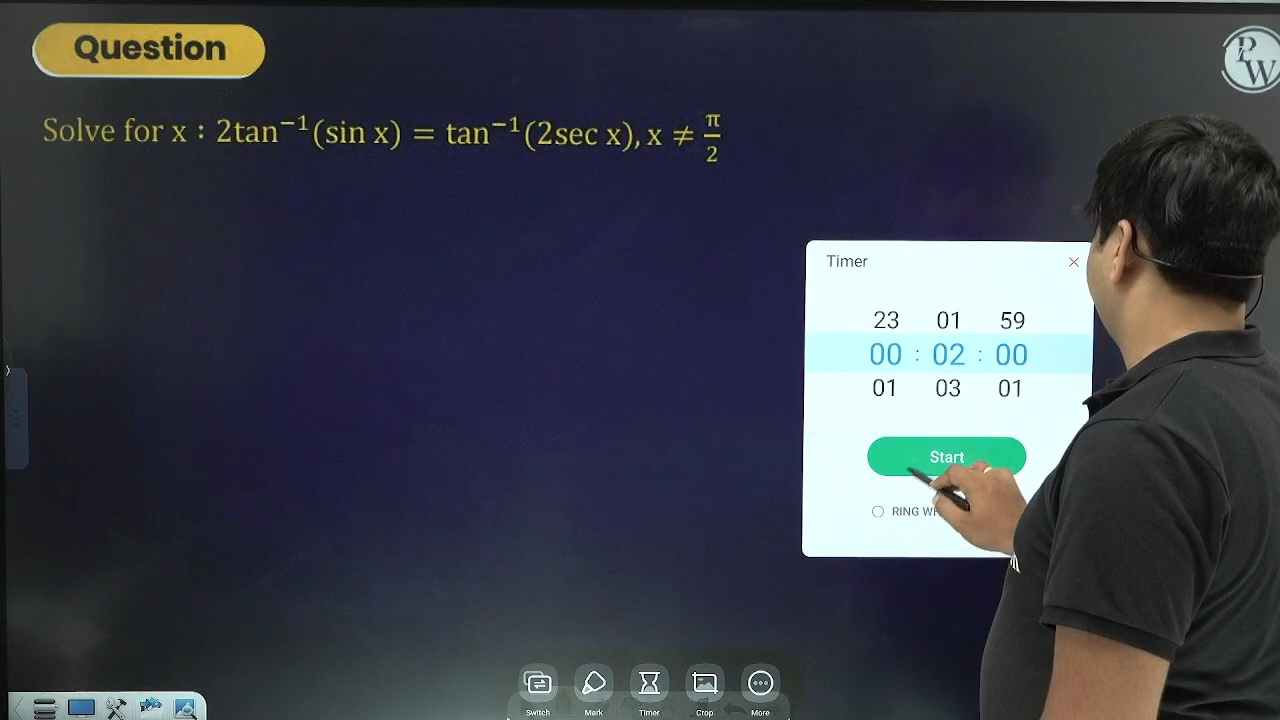 Question
PW
Solve for x : 2tan⁻¹(sin x) = tan⁻¹(2sec x), x ≠ π/2
Timer ×
23 01 59
00 : 02 : 00
01 03 01
Start
RING
Switch Mark Timer Crop More